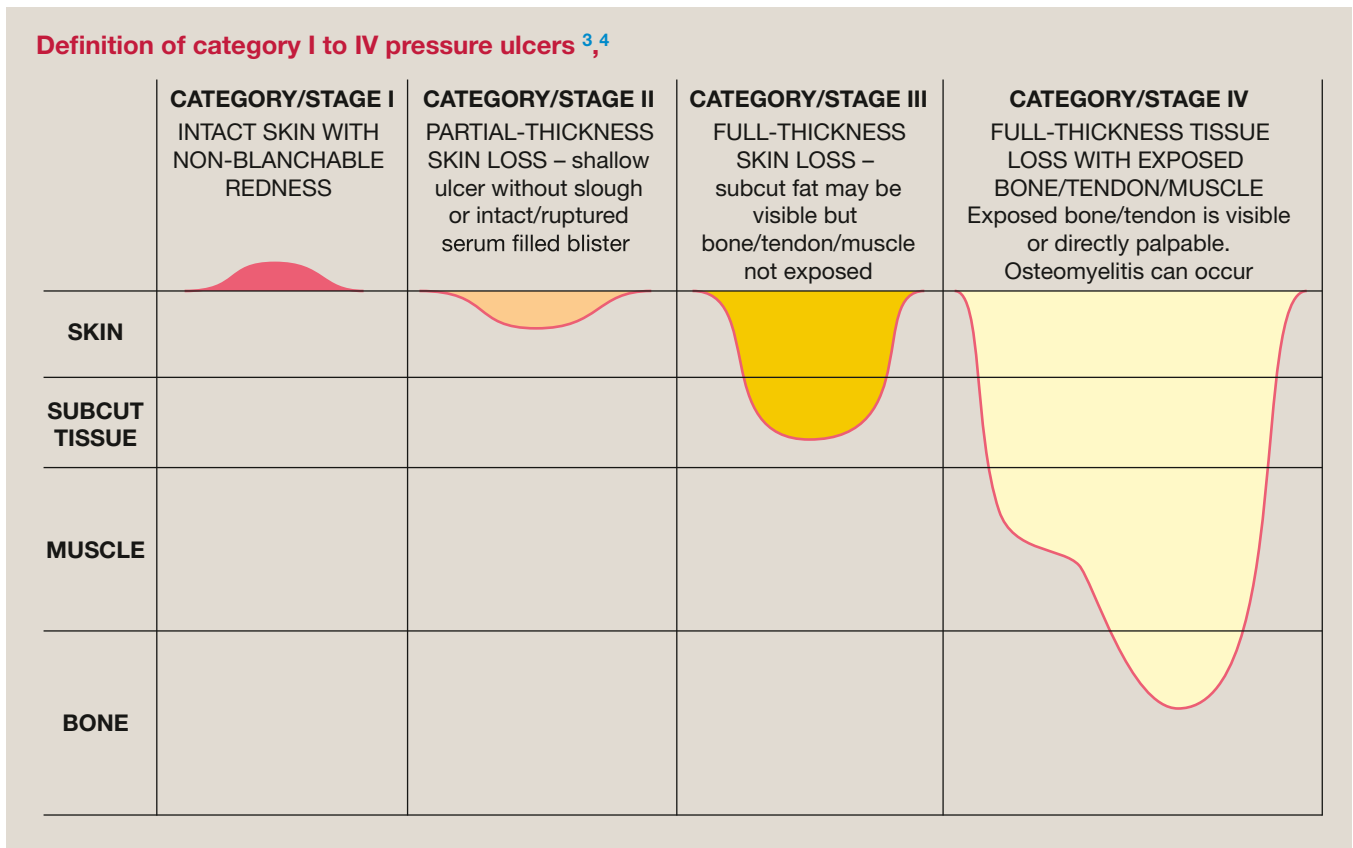 Definition of category I to IV pressure ulcers 3,4
CATEGORY/STAGE I
INTACT SKIN WITH
NON-BLANCHABLE
REDNESS
CATEGORY/STAGE II
PARTIAL-THICKNESS
SKIN LOSS – shallow
ulcer without slough
or intact/ruptured
serum filled blister
CATEGORY/STAGE III
FULL-THICKNESS
SKIN LOSS –
subcut fat may be
visible but
bone/tendon/muscle
not exposed
CATEGORY/STAGE IV
FULL-THICKNESS TISSUE
LOSS WITH EXPOSED
BONE/TENDON/MUSCLE
Exposed bone/tendon is visible
or directly palpable.
Osteomyelitis can occur
SKIN
SUBCUT
TISSUE
MUSCLE
BONE